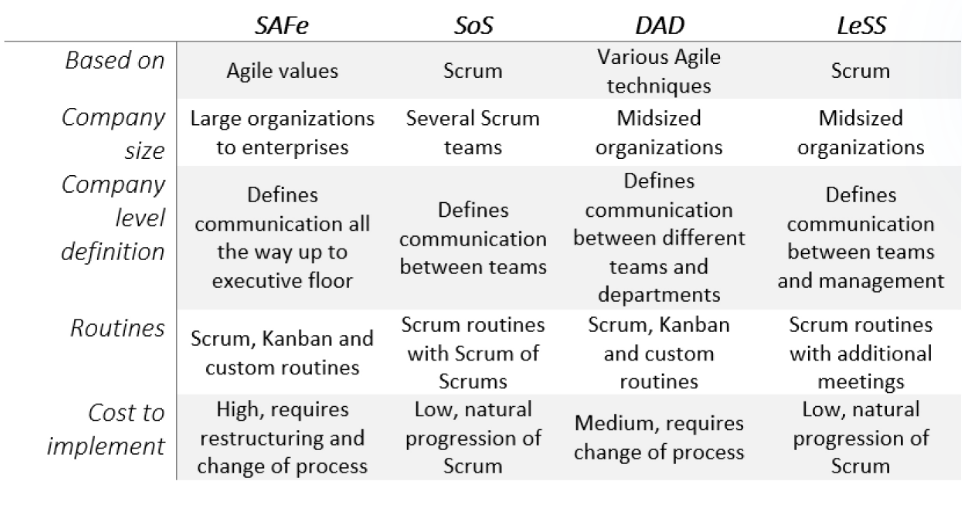 SAFe SoS DAD LeSS
Based on
Agile values
Scrum
Various Agile
techniques
Scrum
Company
size
Large organizations
to enterprises
Several Scrum
teams
Midsized
organizations
Midsized
organizations
Company
level
definition
Defines
communication all
the way up to
executive floor
Defines
communication
between teams
Defines
communication
between different
teams and
departments
Defines
communication
between teams
and management
Routines
Scrum, Kanban and
custom routines
Scrum routines
with Scrum of
Scrums
Scrum, Kanban
and custom
routines
Scrum routines
with additional
meetings
Cost to
implement
High, requires
restructuring and
change of process
Low, natural
progression of
Scrum
Medium, requires
change of process
Low, natural
progression of
Scrum